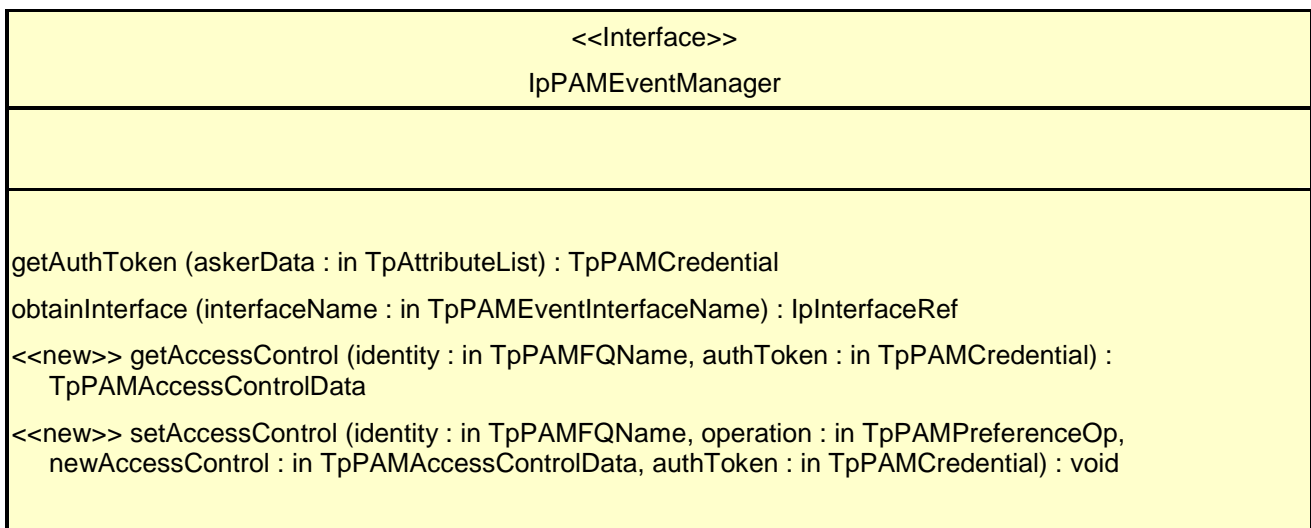 <<Interface>>
IpPAMEventManager
getAuthToken (askerData : in TpAttributeList) : TpPAMCredential
obtainInterface (interfaceName : in TpPAMEventInterfaceName) : IpInterfaceRef
<<new>> getAccessControl (identity : in TpPAMFQName, authToken : in TpPAMCredential) :
TpPAMAccessControlData
<<new>> setAccessControl (identity : in TpPAMFQName, operation : in TpPAMPreferenceOp,
newAccessControl : in TpPAMAccessControlData, authToken : in TpPAMCredential) : void